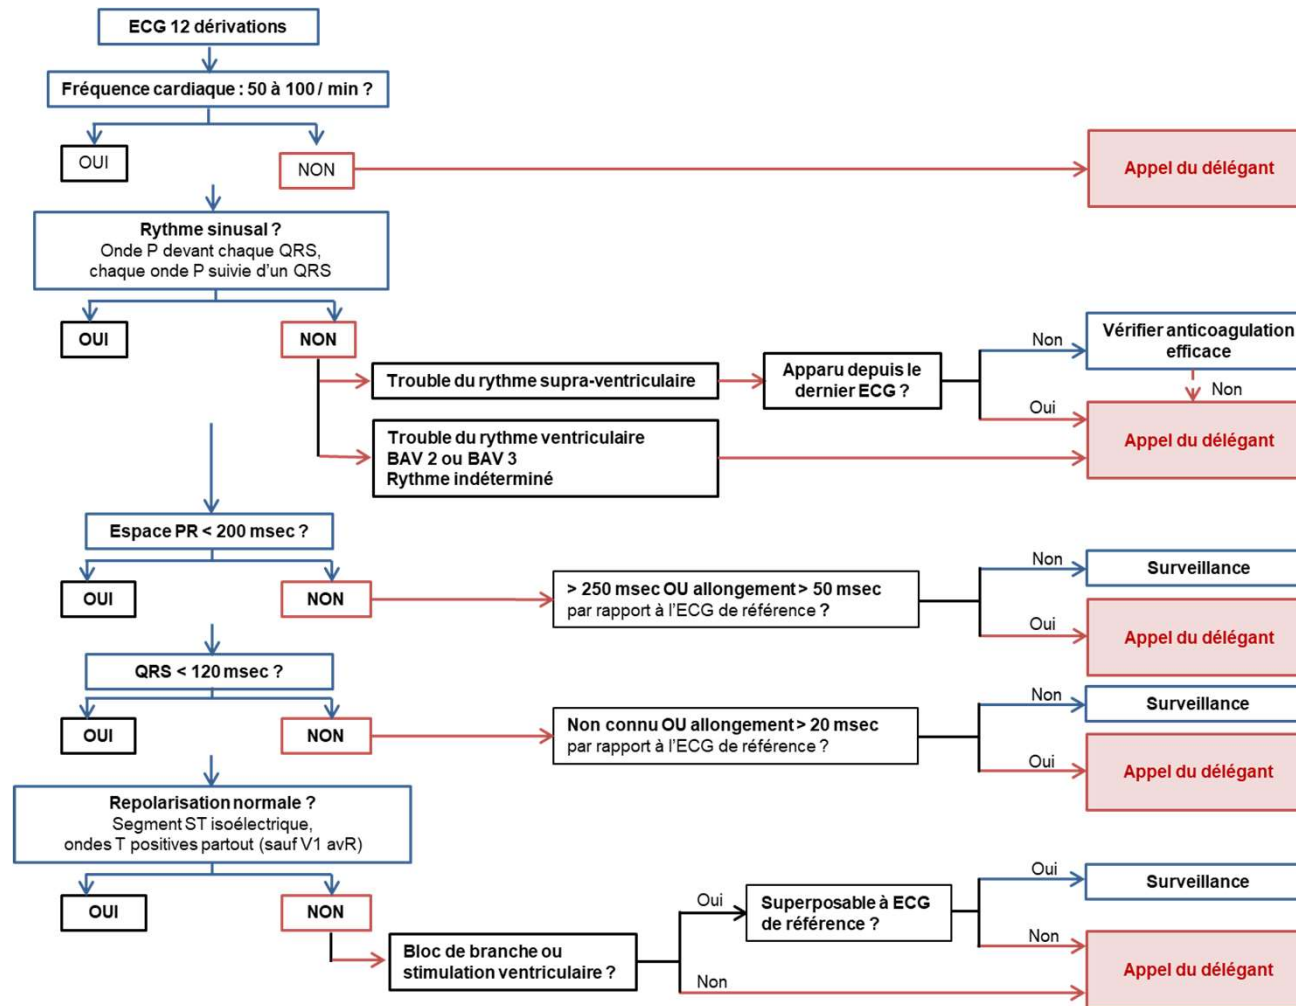 ECG 12 dérivations
Fréquence cardiaque : 50 à 100 / min ?
OUI
NON
Appel du délégant
Rythme sinusal ?
Onde P devant chaque QRS,
chaque onde P suivie d'un QRS
OUI
NON
Trouble du rythme supra-ventriculaire
Apparu depuis le
dernier ECG ?
Non
Vérifier anticoagulation
efficace
Non
Oui
Appel du délégant
Trouble du rythme ventriculaire
BAV 2 ou BAV 3
Rythme indéterminé
Espace PR < 200 msec ?
OUI
NON
> 250 msec OU allongement > 50 msec
par rapport à l'ECG de référence ?
Non
Surveillance
Oui
Appel du délégant
QRS < 120 msec ?
OUI
NON
Non connu OU allongement > 20 msec
par rapport à l'ECG de référence ?
Non
Surveillance
Oui
Appel du délégant
Repolarisation normale ?
Segment ST isoélectrique,
ondes T positives partout (sauf V1 avR)
OUI
NON
Bloc de branche ou
stimulation ventriculaire ?
Oui
Superposable à ECG
de référence ?
Oui
Surveillance
Non
Non
Appel du délégant